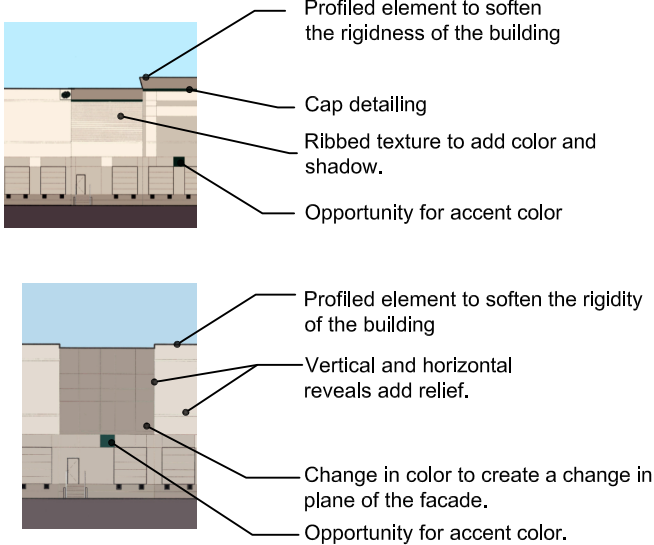 Profiled element to soften
the rigidness of the building
Cap detailing
Ribbed texture to add color and
shadow.
Opportunity for accent color
Profiled element to soften the rigidity
of the building
Vertical and horizontal
reveals add relief.
Change in color to create a change in
plane of the facade.
Opportunity for accent color.